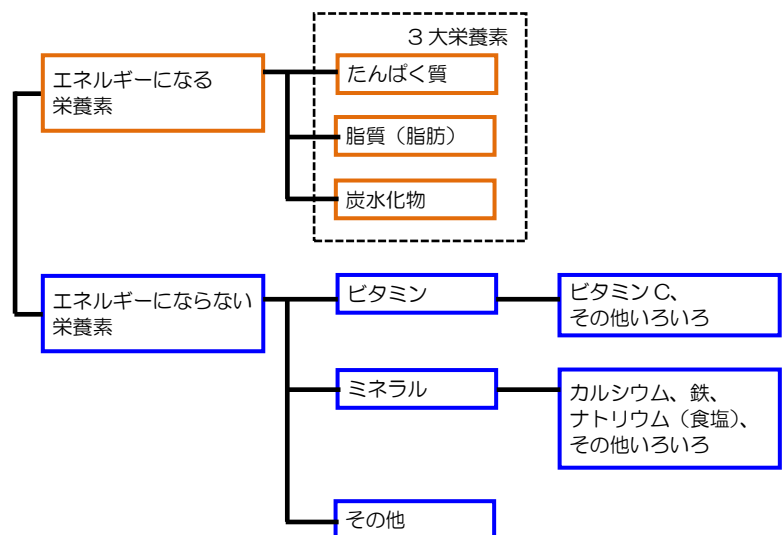 3大栄養素
エネルギーになる
栄養素
たんぱく質
脂質（脂肪）
炭水化物
エネルギーにならない
栄養素
ビタミン
ビタミンC、
その他いろいろ
ミネラル
カルシウム、鉄、
ナトリウム（食塩）、
その他いろいろ
その他